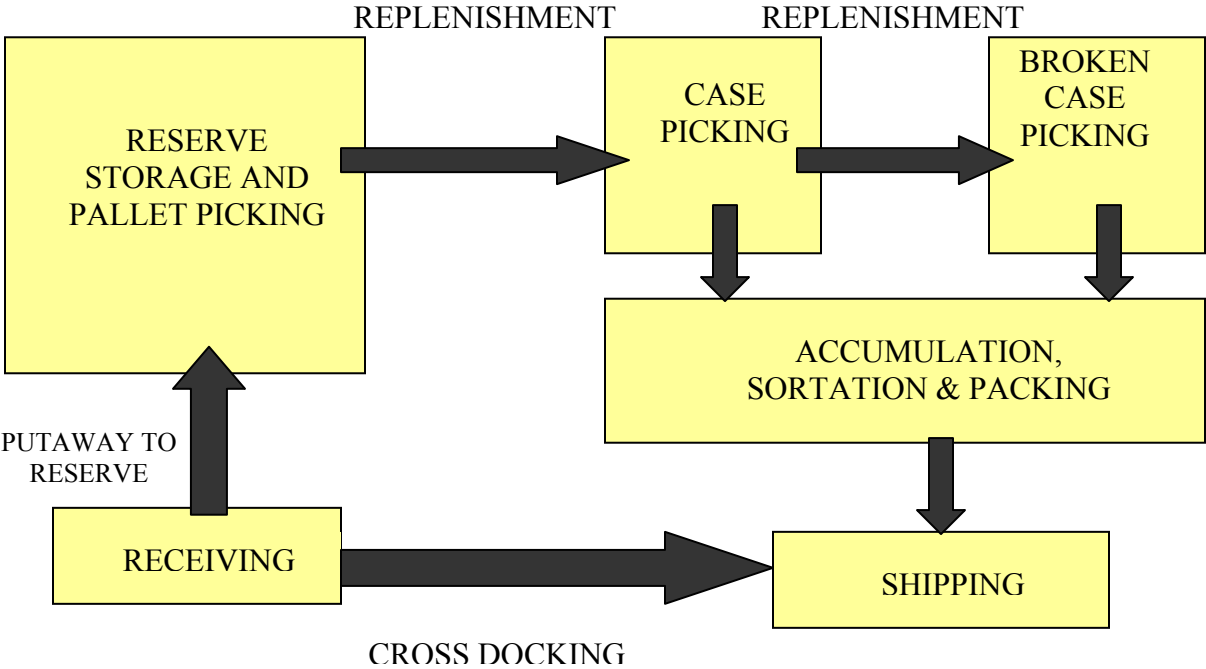 REPLENISHMENT
REPLENISHMENT
RESERVE
STORAGE AND
PALLET PICKING
CASE
PICKING
BROKEN
CASE
PICKING
ACCUMULATION,
SORTATION & PACKING
PUTAWAY TO
RESERVE
RECEIVING
SHIPPING
CROSS DOCKING